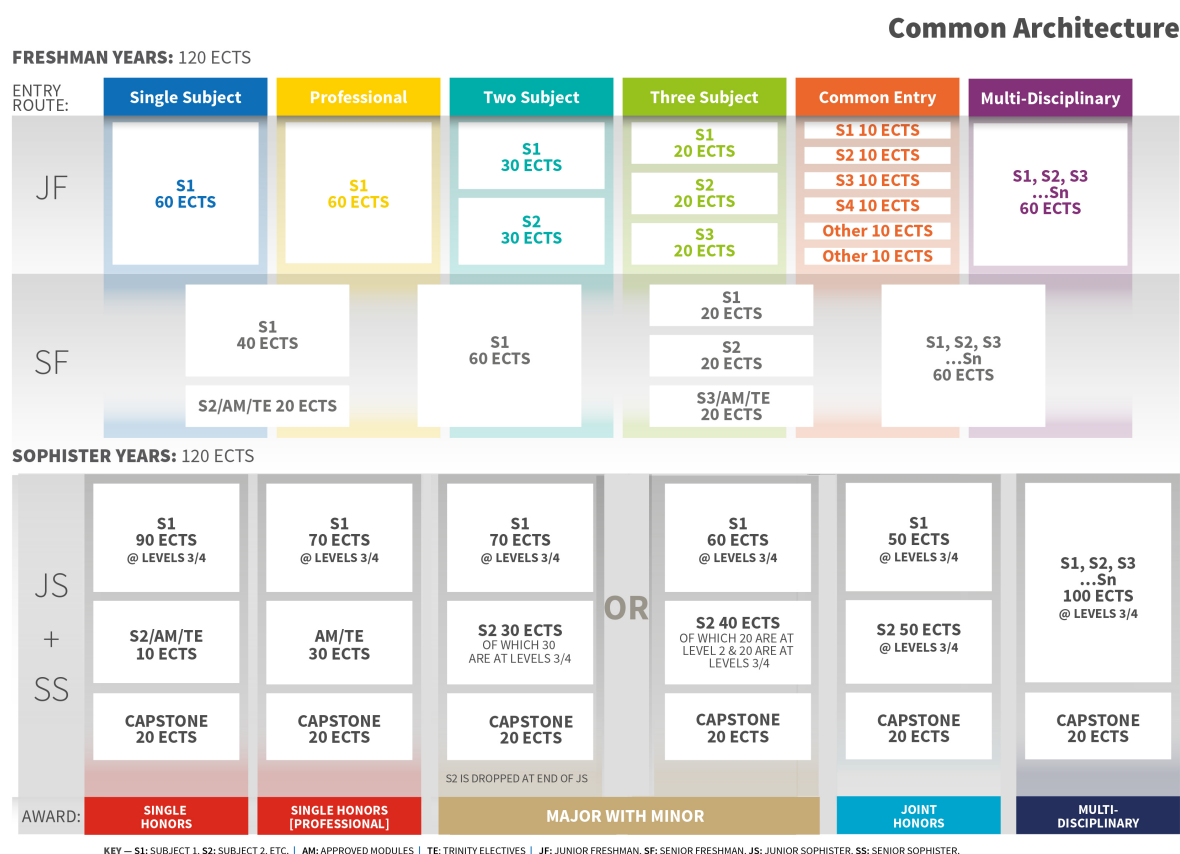 Common Architecture
FRESHMAN YEARS: 120 ECTS
ENTRY
ROUTE:
Single Subject
Professional
Two Subject
Three Subject
Common Entry
Multi-Disciplinary
JF
S1
60 ECTS
S1
60 ECTS
S1
30 ECTS
S2
30 ECTS
S1
20 ECTS
S2
20 ECTS
S3
20 ECTS
S1 10 ECTS
S2 10 ECTS
S3 10 ECTS
S4 10 ECTS
Other 10 ECTS
Other 10 ECTS
S1, S2, S3
...Sn
60 ECTS
SF
S1
40 ECTS
S2/AM/TE 20 ECTS
S1
60 ECTS
S1
20 ECTS
S2
20 ECTS
S3/AM/TE
20 ECTS
S1, S2, S3
...Sn
60 ECTS
SOPHISTER YEARS: 120 ECTS
JS
+
SS
S1
90 ECTS
@ LEVELS 3/4
S2/AM/TE
10 ECTS
CAPSTONE
20 ECTS
S1
70 ECTS
@ LEVELS 3/4
AM/TE
30 ECTS
CAPSTONE
20 ECTS
S1
70 ECTS
@ LEVELS 3/4
S2 30 ECTS
OF WHICH 30
ARE AT LEVELS 3/4
CAPSTONE
20 ECTS
S2 IS DROPPED AT END OF JS
OR
S1
60 ECTS
@ LEVELS 3/4
S2 40 ECTS
OF WHICH 20 ARE AT
LEVEL 2 & 20 ARE AT
LEVELS 3/4
CAPSTONE
20 ECTS
S1
50 ECTS
@ LEVELS 3/4
S2 50 ECTS
@ LEVELS 3/4
CAPSTONE
20 ECTS
S1, S2, S3
...Sn
100 ECTS
@ LEVELS 3/4
CAPSTONE
20 ECTS
AWARD:
SINGLE
HONORS
SINGLE HONORS
[PROFESSIONAL]
MAJOR WITH MINOR
JOINT
HONORS
MULTI-
DISCIPLINARY
KEY — S1: SUBJECT 1, S2: SUBJECT 2, ETC. | AM: APPROVED MODULES | TE: TRINITY ELECTIVES | JF: JUNIOR FRESHMAN, SF: SENIOR FRESHMAN, JS: JUNIOR SOPHISTER, SS: SENIOR SOPHISTER.